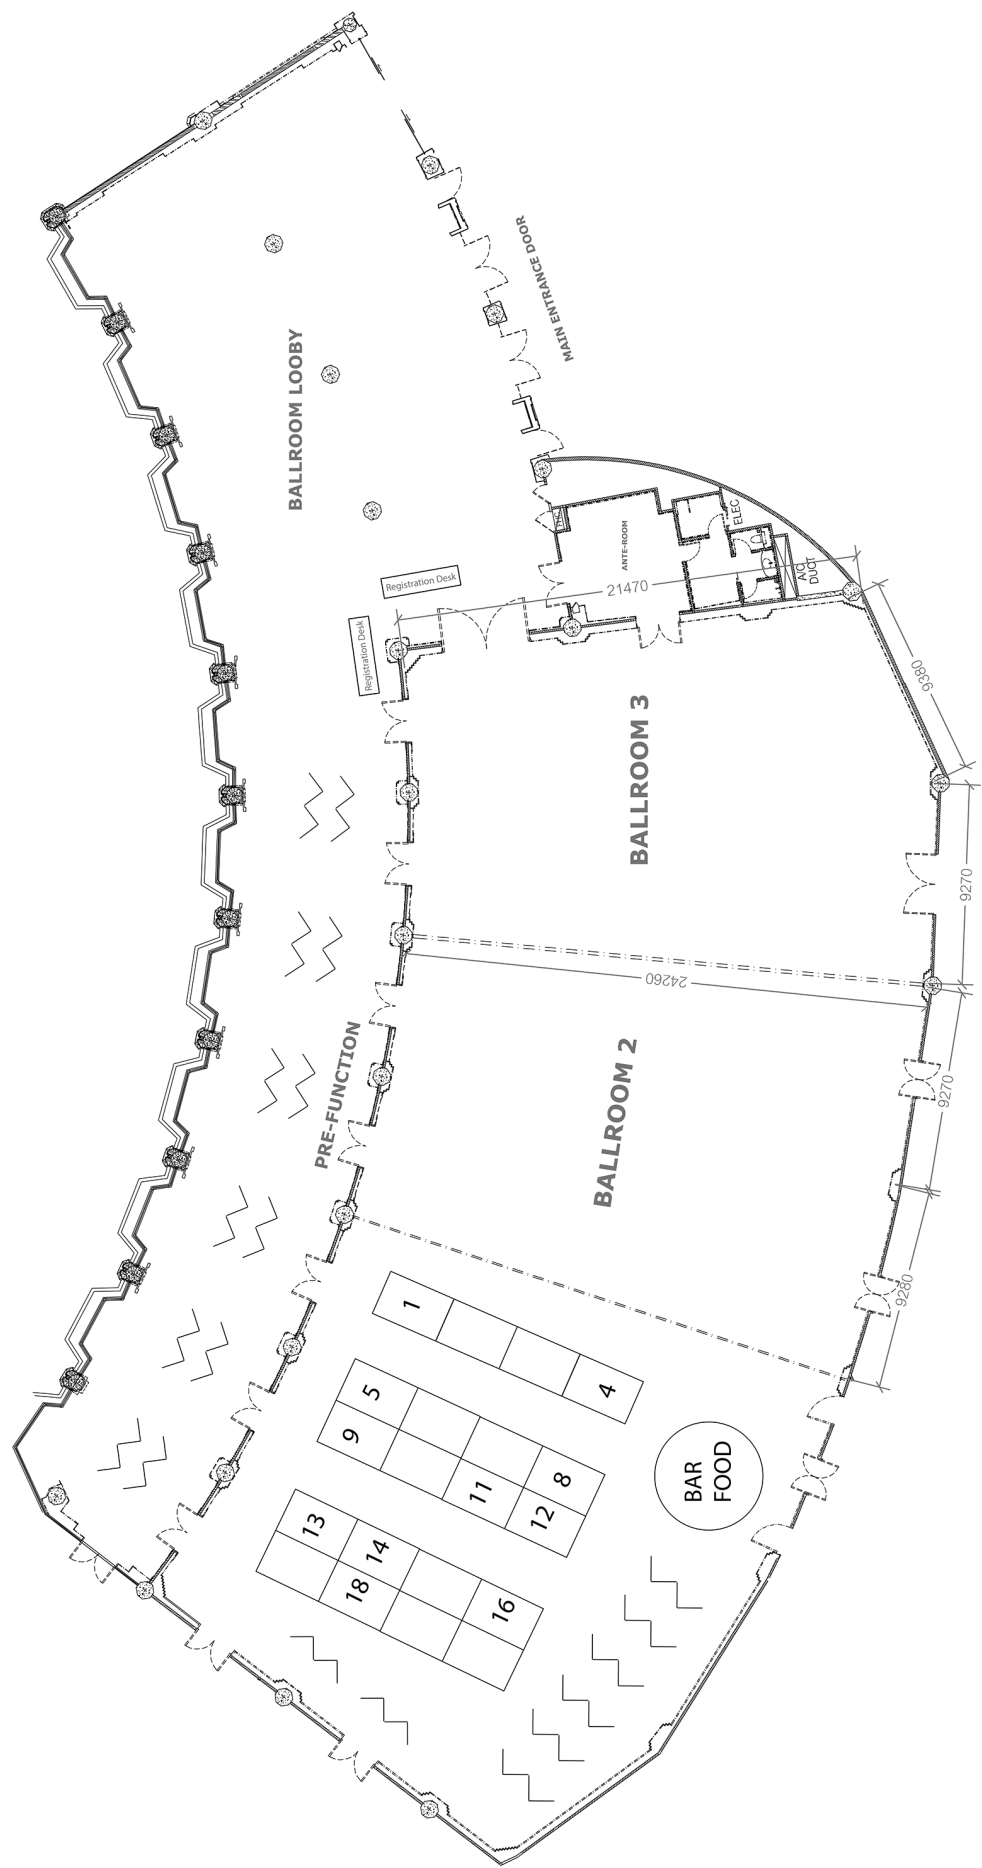 MAIN ENTRANCE DOOR
BALLROOM LOOBY
ELEC
ANTE-ROOM
A/C
DUCT
Registration Desk
21470
Registration Desk
9380
BALLROOM 3
9270
24260
PRE-FUNCTION
BALLROOM 2
9270
9280
1
4
5
9
8
11
12
BAR
FOOD
13
14
18
16